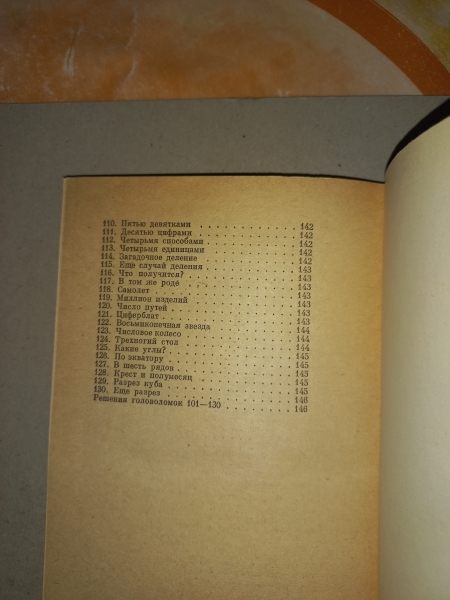 110. Пятью девятками . . . . . . . . . . . . 142
111. Десятью цифрами . . . . . . . . . . . . 142
112. Четырьмя способами . . . . . . . . . . . 142
113. Четырьмя единицами . . . . . . . . . . . 142
114. Загадочное деление . . . . . . . . . . . 142
115. Еще случай деления . . . . . . . . . . . 143
116. Что получится? . . . . . . . . . . . . . 143
117. В том же роде . . . . . . . . . . . . . 143
118. Самолет . . . . . . . . . . . . . . . . 143
119. Миллион изделий . . . . . . . . . . . . 143
120. Число путей . . . . . . . . . . . . . . 143
121. Циферблат . . . . . . . . . . . . . . . 143
122. Восьмиконечная звезда . . . . . . . . . 144
123. Числовое колесо . . . . . . . . . . . . 144
124. Трехногий стол . . . . . . . . . . . . . 144
125. Какие углы? . . . . . . . . . . . . . . 144
126. По экватору . . . . . . . . . . . . . . 145
127. В шесть рядов . . . . . . . . . . . . . 145
128. Крест и полумесяц . . . . . . . . . . . 145
129. Разрез куба . . . . . . . . . . . . . . 145
130. Еще разрез . . . . . . . . . . . . . . . 146
Решения головоломок 101—130 . . . . . . . . 146